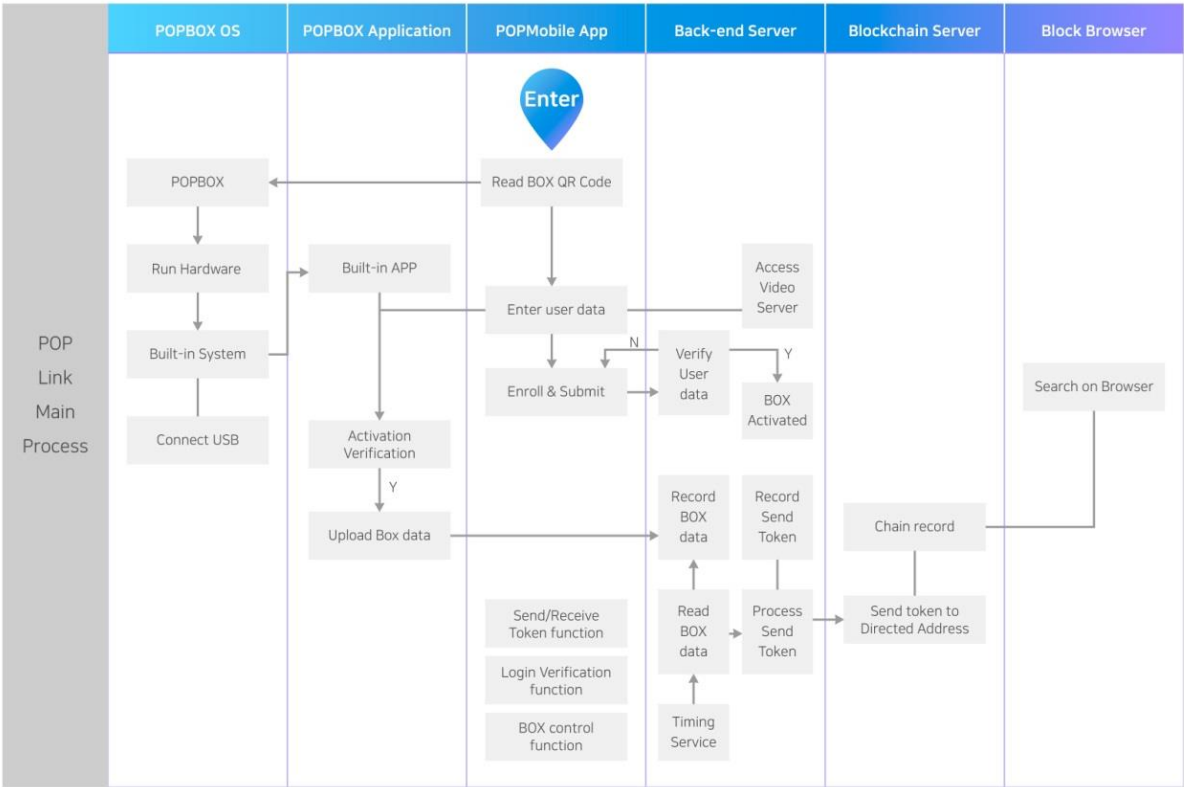 POPBOX OS
POPBOX Application
POPMobile App
Back-end Server
Blockchain Server
Block Browser
POP
Link
Main
Process
Enter
POPBOX
Read BOX QR Code
Run Hardware
Built-in APP
Access
Video
Server
Enter user data
Built-in System
N
Verify
User
data
Y
Enroll & Submit
BOX
Activated
Search on Browser
Connect USB
Activation
Verification
Y
Upload Box data
Record
BOX
data
Record
Send
Token
Chain record
Send/Receive
Token function
Read
BOX
data
Process
Send
Token
Send token to
Directed Address
Login Verification
function
BOX control
function
Timing
Service